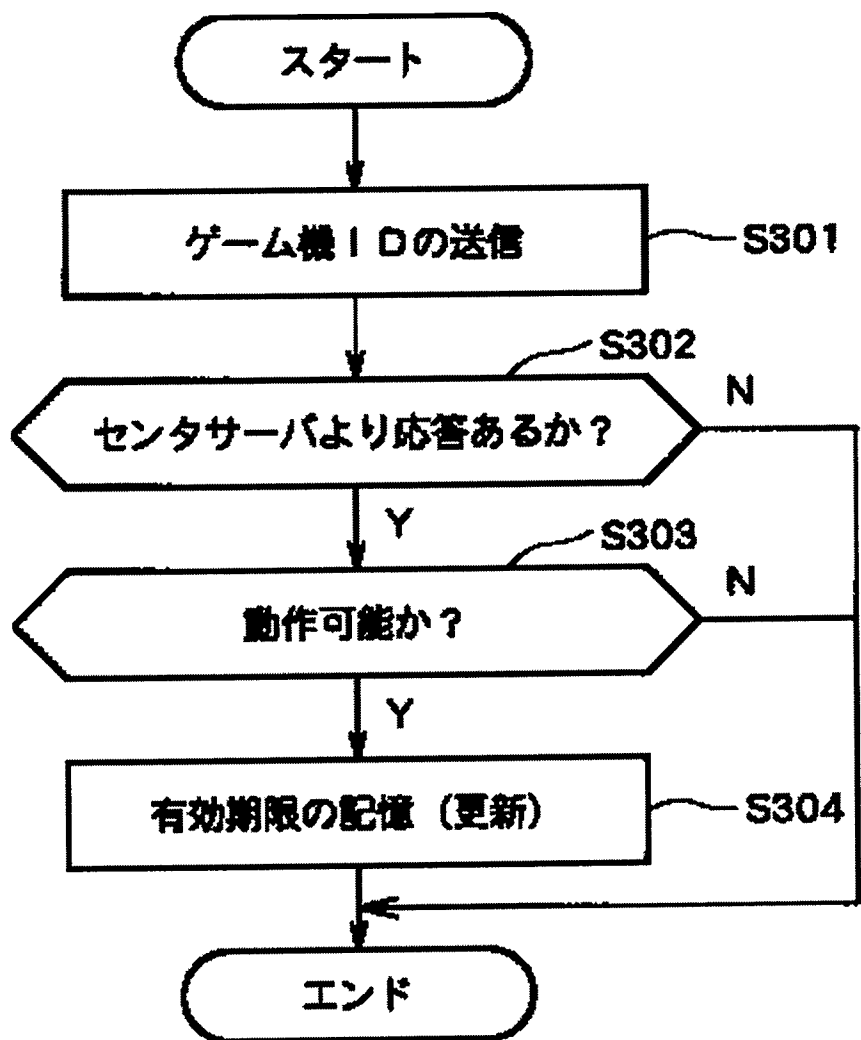 スタート
ゲーム機IDの送信
S301
S302
センタサーバより応答あるか?
N
Y
S303
動作可能か?
N
Y
有効期限の記憶(更新)
S304
エンド